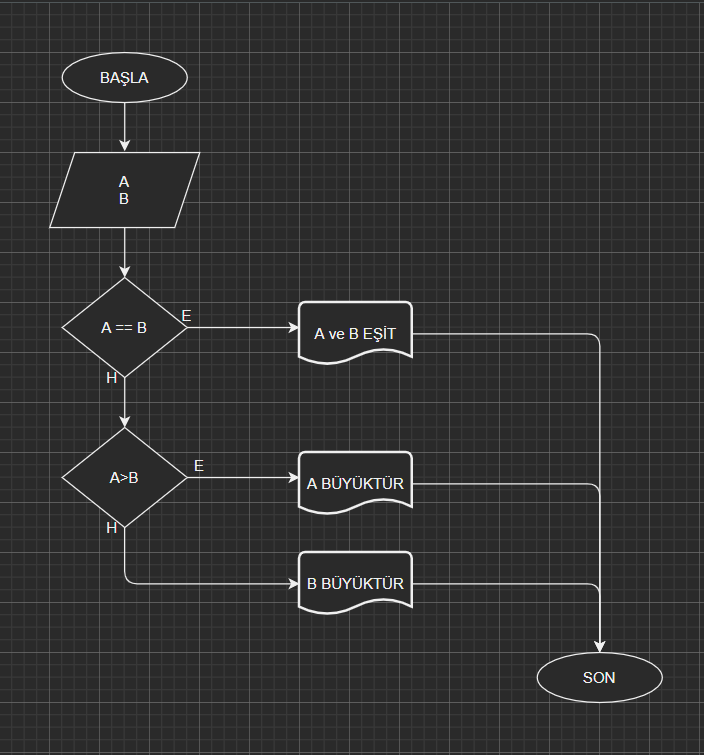 BAŞLA
A
B
A == B
E
A ve B EŞİT
H
A>B
E
A BÜYÜKTÜR
H
B BÜYÜKTÜR
SON